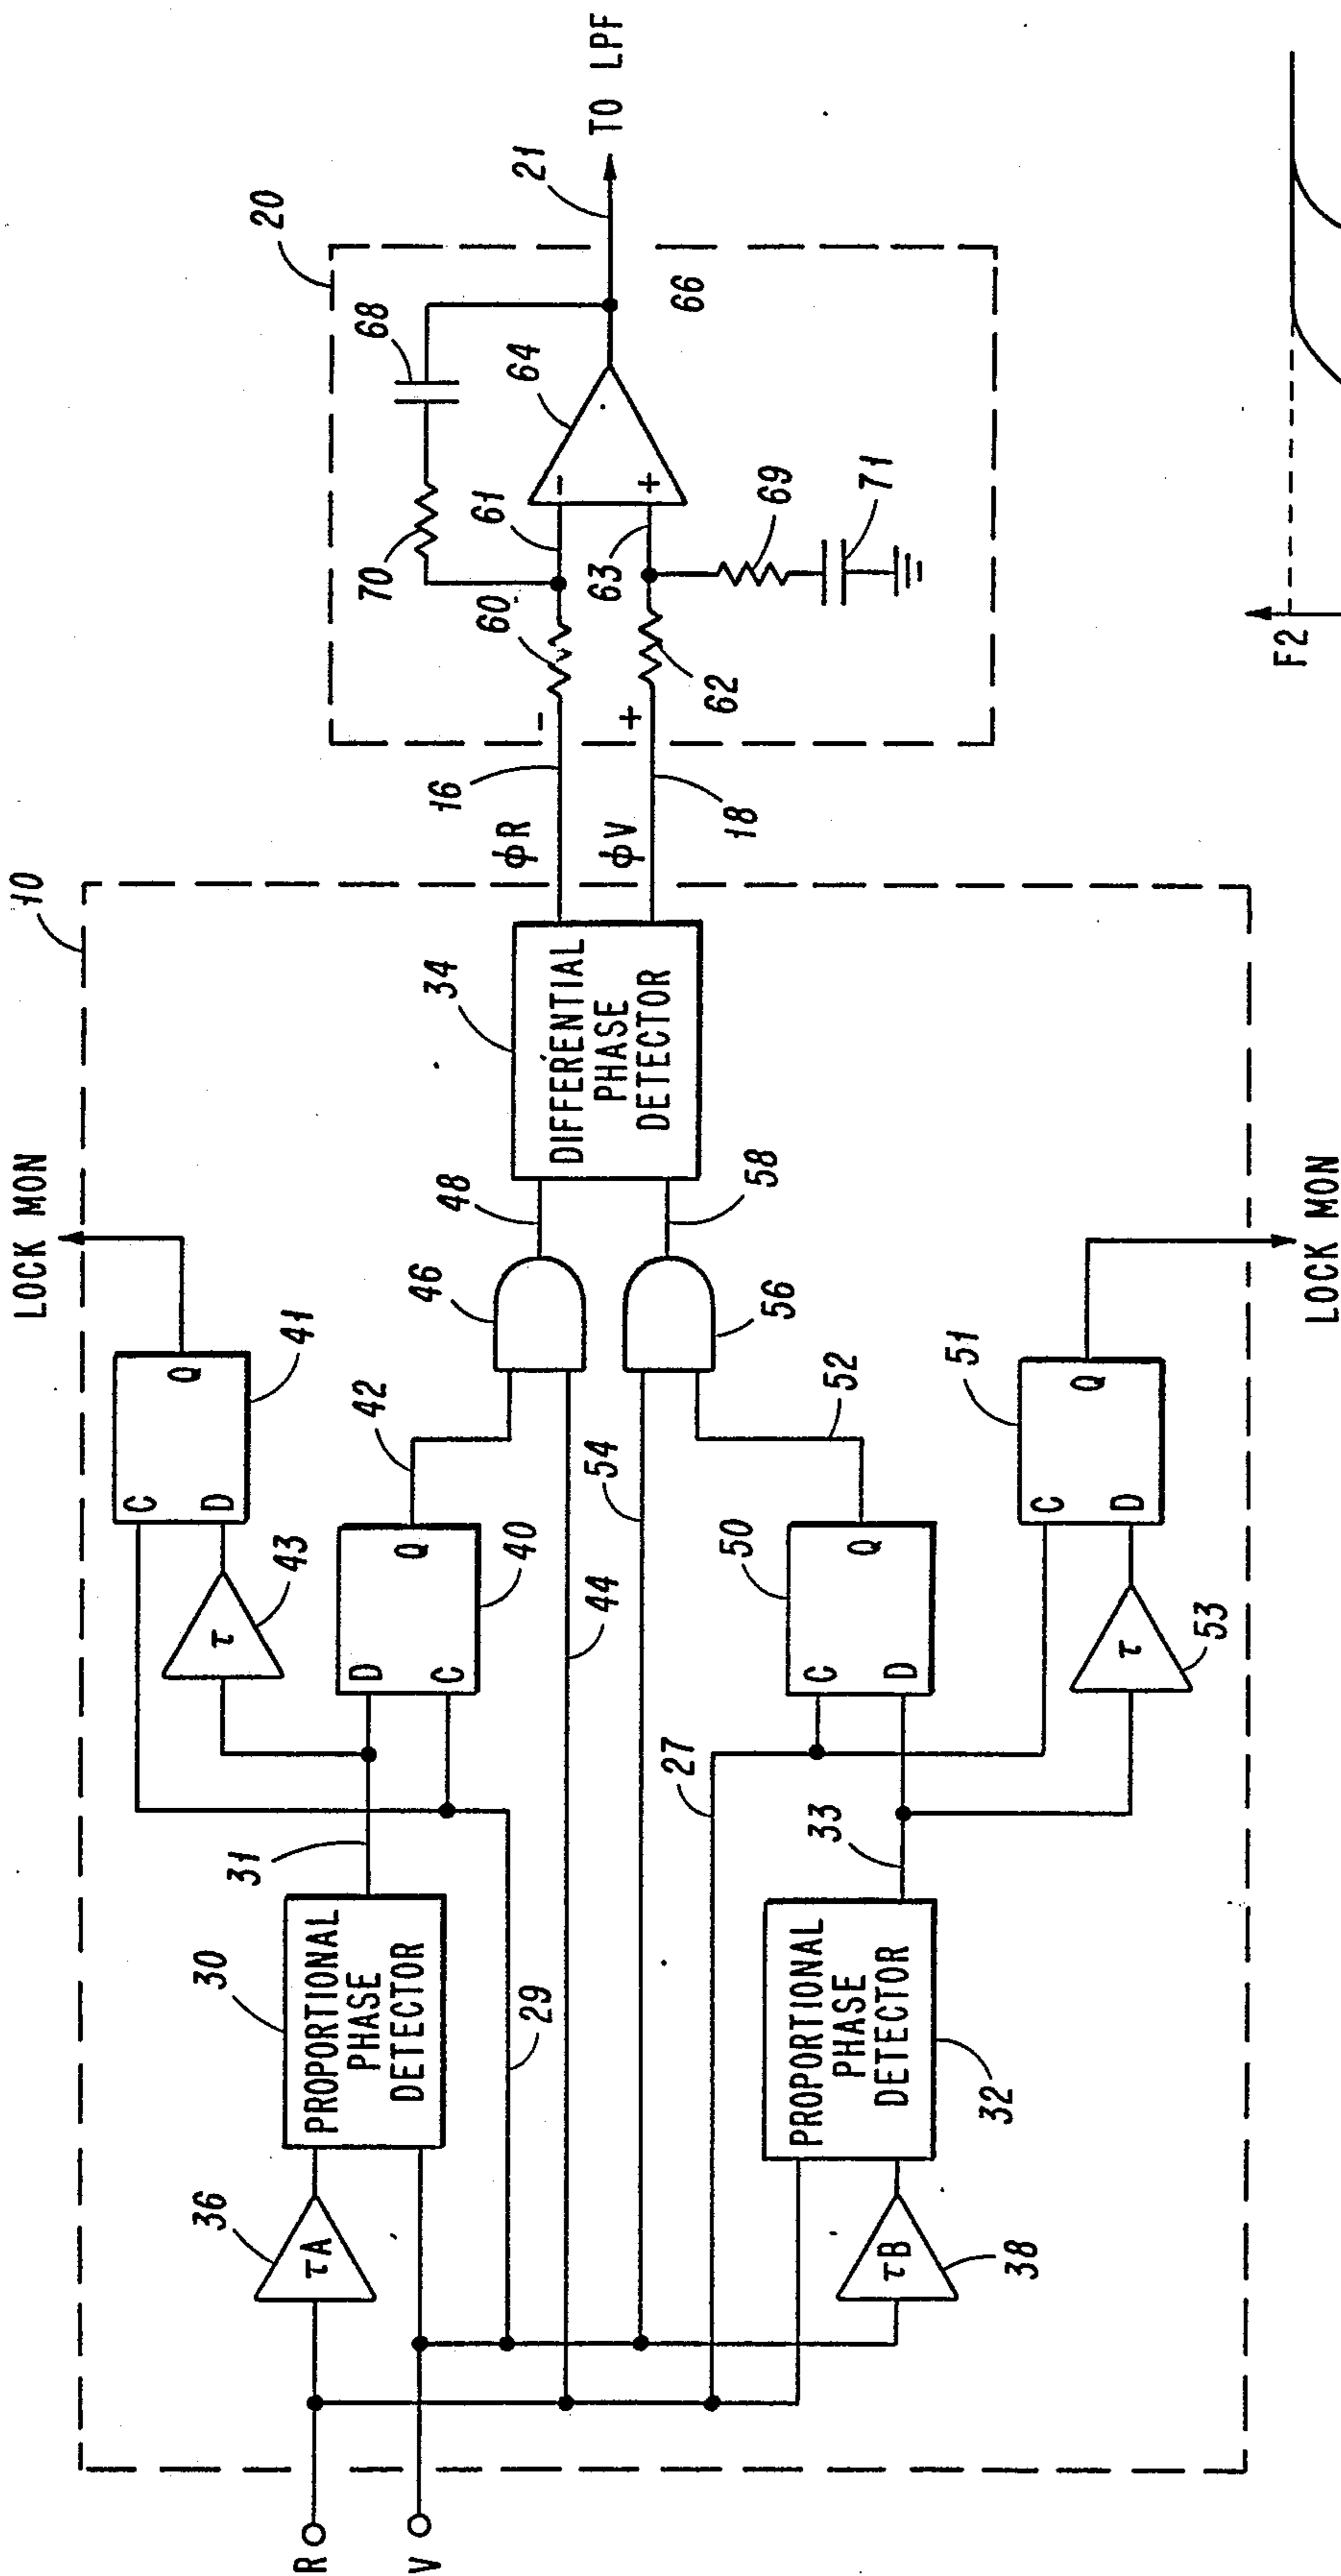 LOCK MON
10
41
C
D
Q
43
τ
42
31
D
C
Q
40
30
PROPORTIONAL
PHASE
DETECTOR
36
τA
29
44
46
48
34
DIFFERENTIAL
PHASE
DETECTOR
R
V
54
56
58
52
50
C
D
Q
27
33
PROPORTIONAL
PHASE
DETECTOR
32
τB
38
51
C
D
Q
53
τ
LOCK MON
20
ϕR
16
ϕV
18
-
+
60
62
70
68
61
63
-
+
64
66
69
71
21
TO LPF
F2